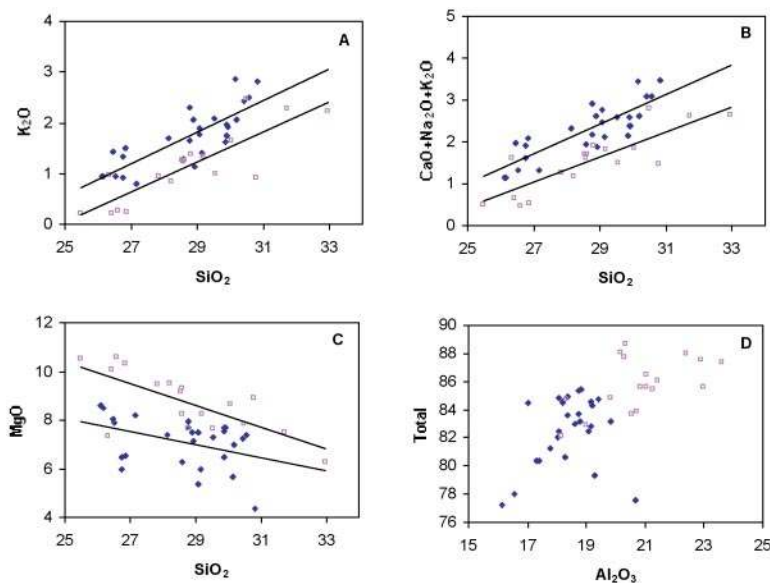 A
4
3
2
1
0
K₂O
25 27 29 31 33
SiO₂
B
5
4
3
2
1
0
CaO+Na₂O+K₂O
25 27 29 31 33
SiO₂
C
12
10
8
6
4
MgO
25 27 29 31 33
SiO₂
D
90
88
86
84
82
80
78
76
Total
15 17 19 21 23 25
Al₂O₃